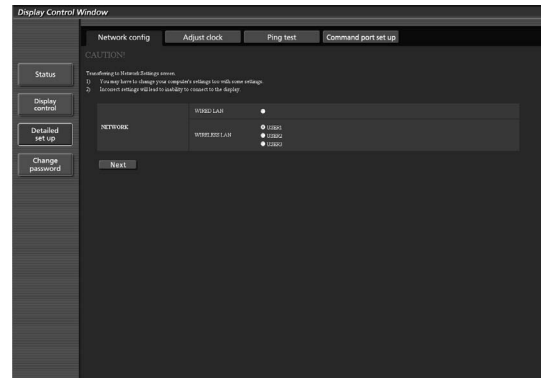 Display Control Window
Network config
Adjust clock
Ping test
Command port set up
CAUTION!
Transferring to Network Settings screen.
1) You may have to change your computer's settings too with some settings.
2) Incorrect settings will lead to inability to connect to the display.
Status
Display
control
Detailed
set up
Change
password
WIRED LAN
NETWORK
WIRELESS LAN
USER1
USER2
USER3
Next